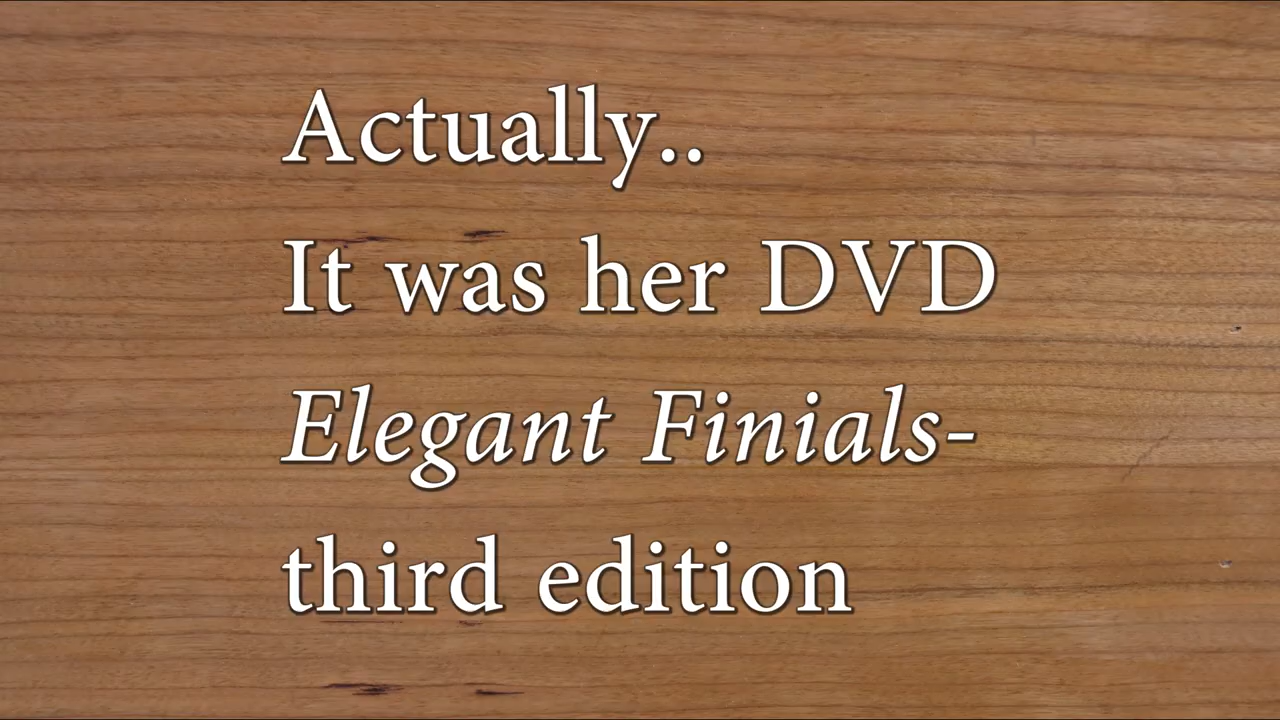 Actually..
It was her DVD
Elegant Finials-
third edition